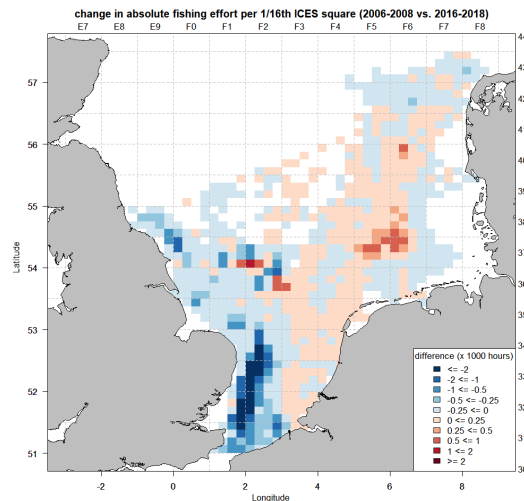 change in absolute fishing effort per 1/16th ICES square (2006-2008 vs. 2016-2018)
E7 E8 E9 F0 F1 F2 F3 F4 F5 F6 F7 F8
57
56
55
54
53
52
51
Latitude
44
43
42
41
40
39
38
37
36
35
34
33
32
31
30
difference (x 1000 hours)
<= -2
-2 <= -1
-1 <= -0.5
-0.5 <= -0.25
-0.25 <= 0
0 <= 0.25
0.25 <= 0.5
0.5 <= 1
1 <= 2
>= 2
-2 0 2 4 6 8
Longitude